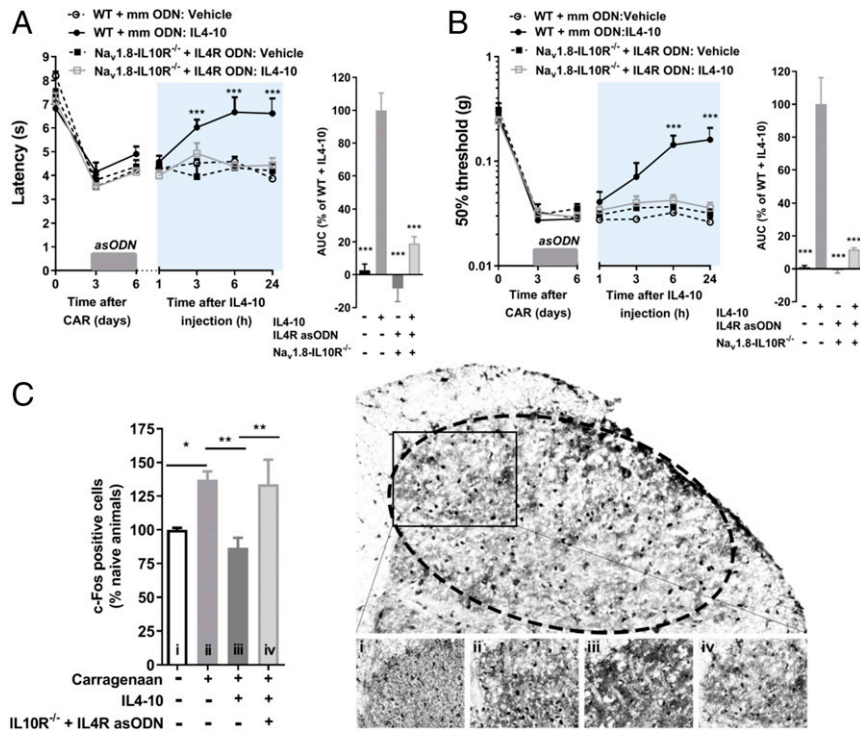 A
WT + mm ODN: Vehicle
WT + mm ODN:IL4-10
Nav1.8-IL10R-/- + IL4R ODN: Vehicle
Nav1.8-IL10R-/- + IL4R ODN: IL4-10
Latency (s)
9
8
7
6
5
4
3
2
1
0
*** *** ***
asODN
0 3 6 1 3 6 24
Time after
CAR (days)
Time after IL4-10
injection (h)
AUC (% of WT + IL4-10)
120
100
80
60
40
20
0
-20
*** *** ***
IL4-10 - + - +
IL4R asODN - - + +
Nav1.8-IL10R-/- - - + +
B
WT + mm ODN: Vehicle
WT + mm ODN:IL4-10
Nav1.8-IL10R-/- + IL4R ODN: Vehicle
Nav1.8-IL10R-/- + IL4R ODN: IL4-10
50% threshold (g)
1
0.1
0.01
*** ***
asODN
0 3 6 1 3 6 24
Time after
CAR (days)
Time after IL4-10
injection (h)
AUC (% of WT + IL4-10)
120
100
80
60
40
20
0
-20
*** *** ***
- + - +
- - + +
- - + +
C
c-Fos positive cells
(% naive animals)
175
150
125
100
75
50
25
0
* ** **
i ii iii iv
Carragenaan - + + +
IL4-10 - - + +
IL10R-/- + IL4R asODN - - - +
i ii iii iv